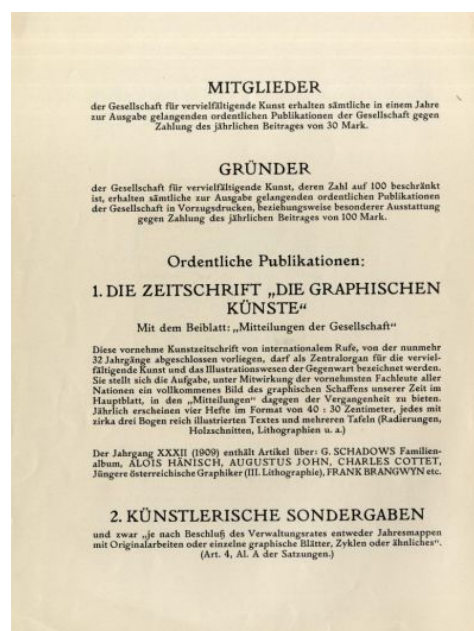 MITGLIEDER
der Gesellschaft für vervielfältigende Kunst erhalten sämtliche in einem Jahre
zur Ausgabe gelangenden ordentlichen Publikationen der Gesellschaft gegen
Zahlung des jährlichen Beitrages von 30 Mark.
GRÜNDER
der Gesellschaft für vervielfältigende Kunst, deren Zahl auf 100 beschränkt
ist, erhalten sämtliche zur Ausgabe gelangenden ordentlichen Publikationen
der Gesellschaft in Vorzugsdrucken, beziehungsweise besonderer Ausstattung
gegen Zahlung des jährlichen Beitrages von 100 Mark.
Ordentliche Publikationen:
1. DIE ZEITSCHRIFT „DIE GRAPHISCHEN
KÜNSTE“
Mit dem Beiblatt: „Mitteilungen der Gesellschaft“
Diese vornehme Kunstzeitschrift von internationalem Rufe, von der nunmehr
32 Jahrgänge abgeschlossen vorliegen, darf als Zentralorgan für die verviel-
fältigende Kunst und das Illustrationswesen der Gegenwart bezeichnet werden.
Sie stellt sich die Aufgabe, unter Mitwirkung der vornehmsten Fachleute aller
Nationen ein vollkommenes Bild des graphischen Schaffens unserer Zeit im
Hauptblatt, in den „Mitteilungen“ dagegen der Vergangenheit zu bieten.
Jährlich erscheinen vier Hefte im Format von 40 : 30 Zentimeter, jedes mit
zirka drei Bogen reich illustrierten Textes und mehreren Tafeln (Radierungen,
Holzschnitten, Lithographien u. a.)
Der Jahrgang XXXII (1909) enthält Artikel über: G. SCHADOWS Familien-
album, ALOIS HÄNISCH, AUGUSTUS JOHN, CHARLES COTTET,
Jüngere österreichische Graphiker (III. Lithographie), FRANK BRANGWYN etc.
2. KÜNSTLERISCHE SONDERGABEN
und zwar „je nach Beschluß des Verwaltungsrates entweder Jahresmappen
mit Originalarbeiten oder einzelne graphische Blätter, Zyklen oder ähnliches“.
(Art. 4, Al. A der Satzungen.)